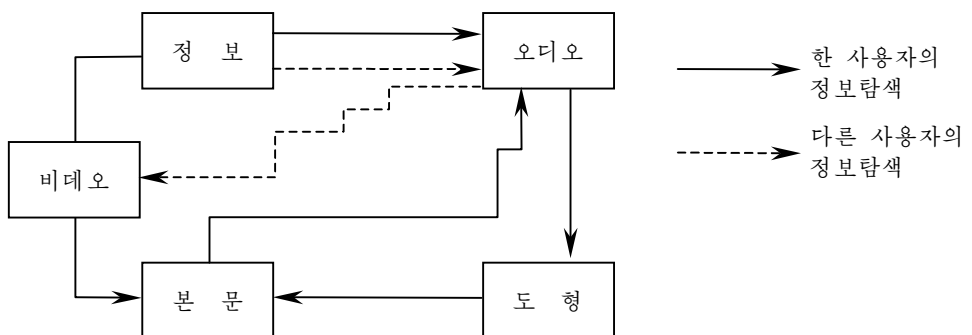 정 보
오디오
한 사용자의
정보탐색
다른 사용자의
정보탐색
비데오
본 문
도 형